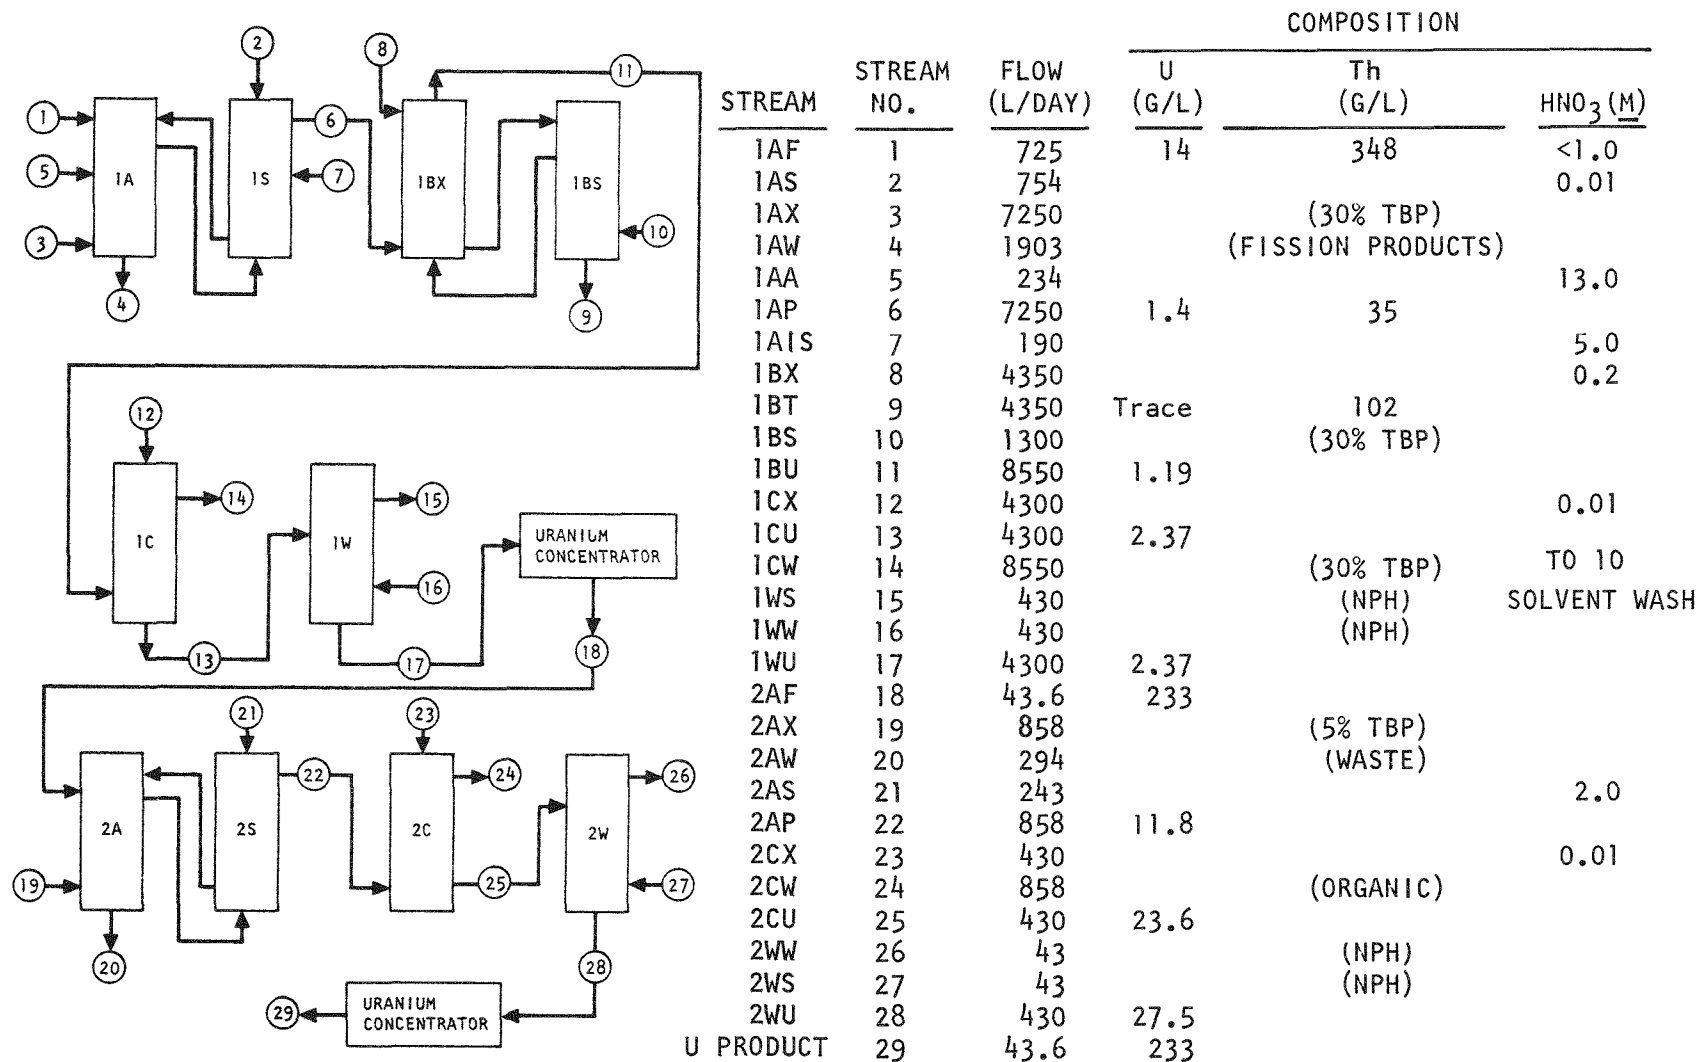 2
8
11
1
6
5
1A
1S
7
1BX
1BS
3
10
4
9
12
14
15
1C
1W
URANIUM
CONCENTRATOR
16
13
17
18
21
23
22
24
26
2A
2S
2C
2W
19
25
27
20
28
29
URANIUM
CONCENTRATOR
COMPOSITION
STREAM FLOW U Th
STREAM NO. (L/DAY) (G/L) (G/L) HNO3(M)
1AF 1 725 14 348 <1.0
1AS 2 754 0.01
1AX 3 7250 (30% TBP)
1AW 4 1903 (FISSION PRODUCTS)
1AA 5 234 13.0
1AP 6 7250 1.4 35
1AIS 7 190 5.0
1BX 8 4350 0.2
1BT 9 4350 Trace 102
1BS 10 1300 (30% TBP)
1BU 11 8550 1.19
1CX 12 4300 0.01
1CU 13 4300 2.37
1CW 14 8550 (30% TBP) TO 10
1WS 15 430 (NPH) SOLVENT WASH
1WW 16 430 (NPH)
1WU 17 4300 2.37
2AF 18 43.6 233
2AX 19 858 (5% TBP)
2AW 20 294 (WASTE)
2AS 21 243 2.0
2AP 22 858 11.8
2CX 23 430 0.01
2CW 24 858 (ORGANIC)
2CU 25 430 23.6
2WW 26 43 (NPH)
2WS 27 43 (NPH)
2WU 28 430 27.5
U PRODUCT 29 43.6 233